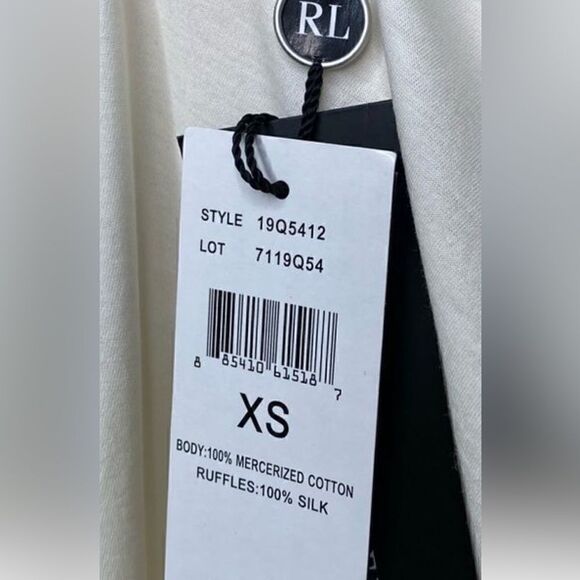 RL
STYLE 19Q5412
LOT 7119Q54
8 85410 61518 7
XS
BODY:100% MERCERIZED COTTON
RUFFLES:100% SILK